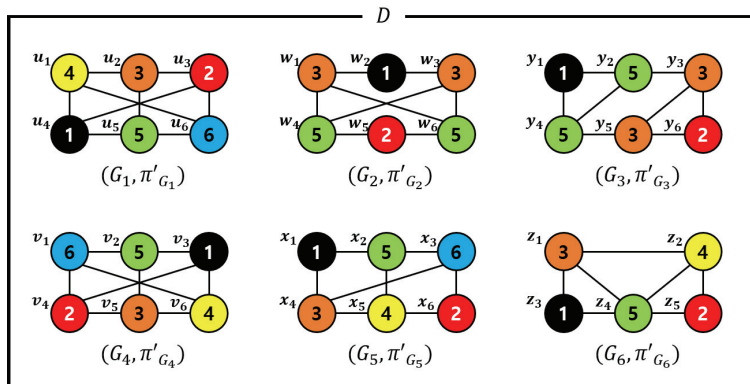 D
u₁ 4 u₂ 3 u₃ 2 w₁ 3 w₂ 1 w₃ 3 y₁ 1 y₂ 5 y₃ 3
u₄ 1 u₅ 5 u₆ 6 w₄ 5 w₅ 2 w₆ 5 y₄ 5 y₅ 3 y₆ 2
(G₁, π'_{G₁}) (G₂, π'_{G₂}) (G₃, π'_{G₃})
v₁ 6 v₂ 5 v₃ 1 x₁ 1 x₂ 5 x₃ 6 z₁ 3 z₂ 4
v₄ 2 v₅ 3 v₆ 4 x₄ 3 x₅ 4 x₆ 2 z₃ 1 z₄ 5 z₅ 2
(G₄, π'_{G₄}) (G₅, π'_{G₅}) (G₆, π'_{G₆})